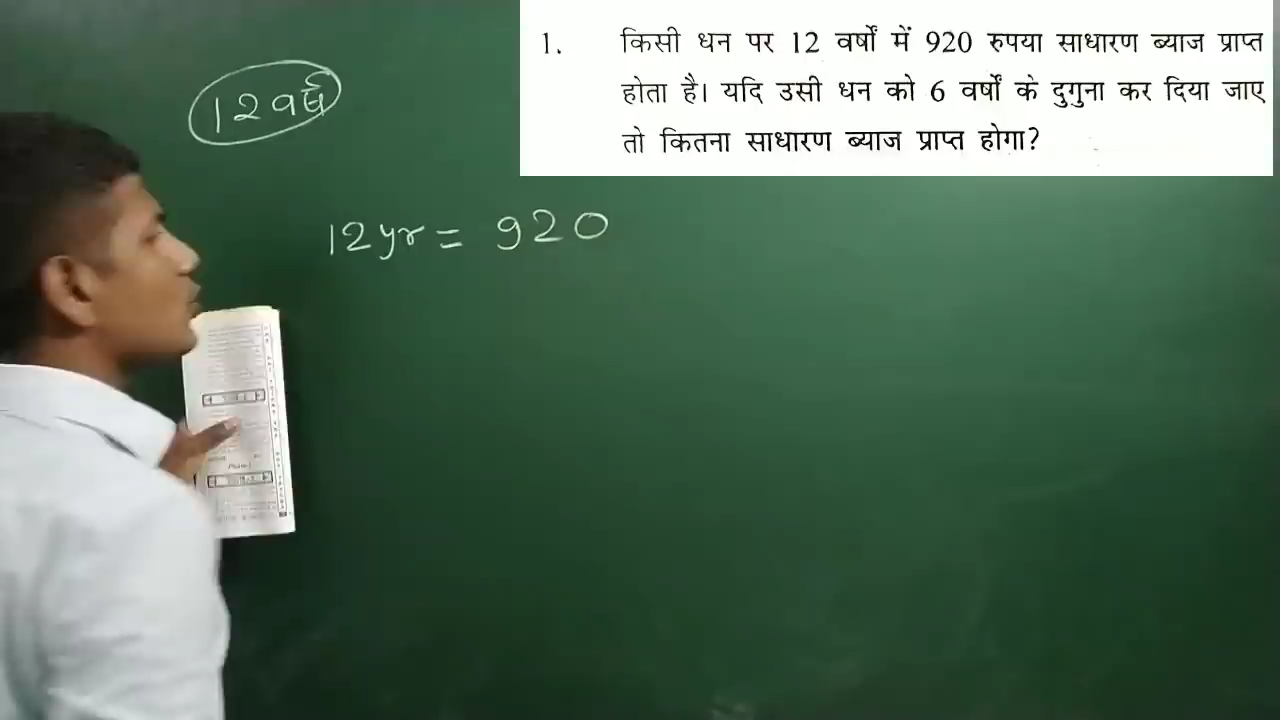 1. किसी धन पर 12 वर्षों में 920 रुपया साधारण ब्याज प्राप्त
होता है। यदि उसी धन को 6 वर्षों के दुगुना कर दिया जाए
तो कितना साधारण ब्याज प्राप्त होगा?
12 वर्ष
12yr = 920